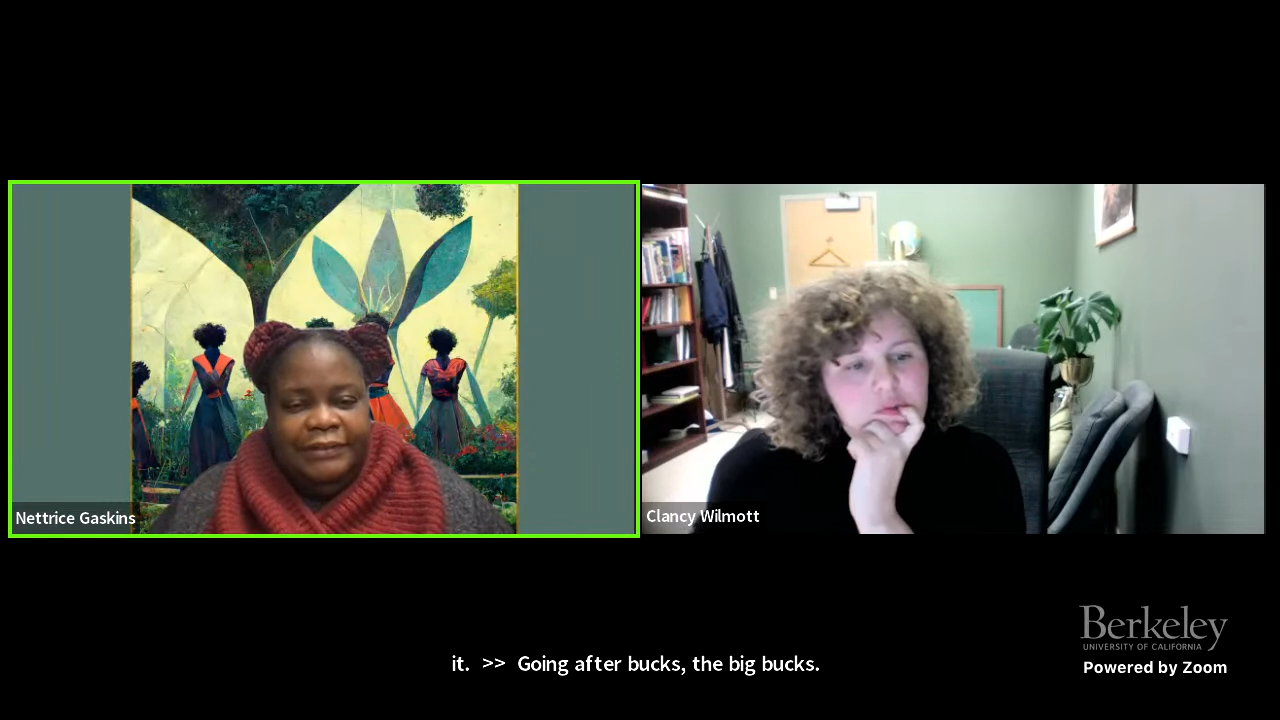 Nettrice Gaskins
Clancy Wilmott
Berkeley
UNIVERSITY OF CALIFORNIA
Powered by Zoom
it. >> Going after bucks, the big bucks.